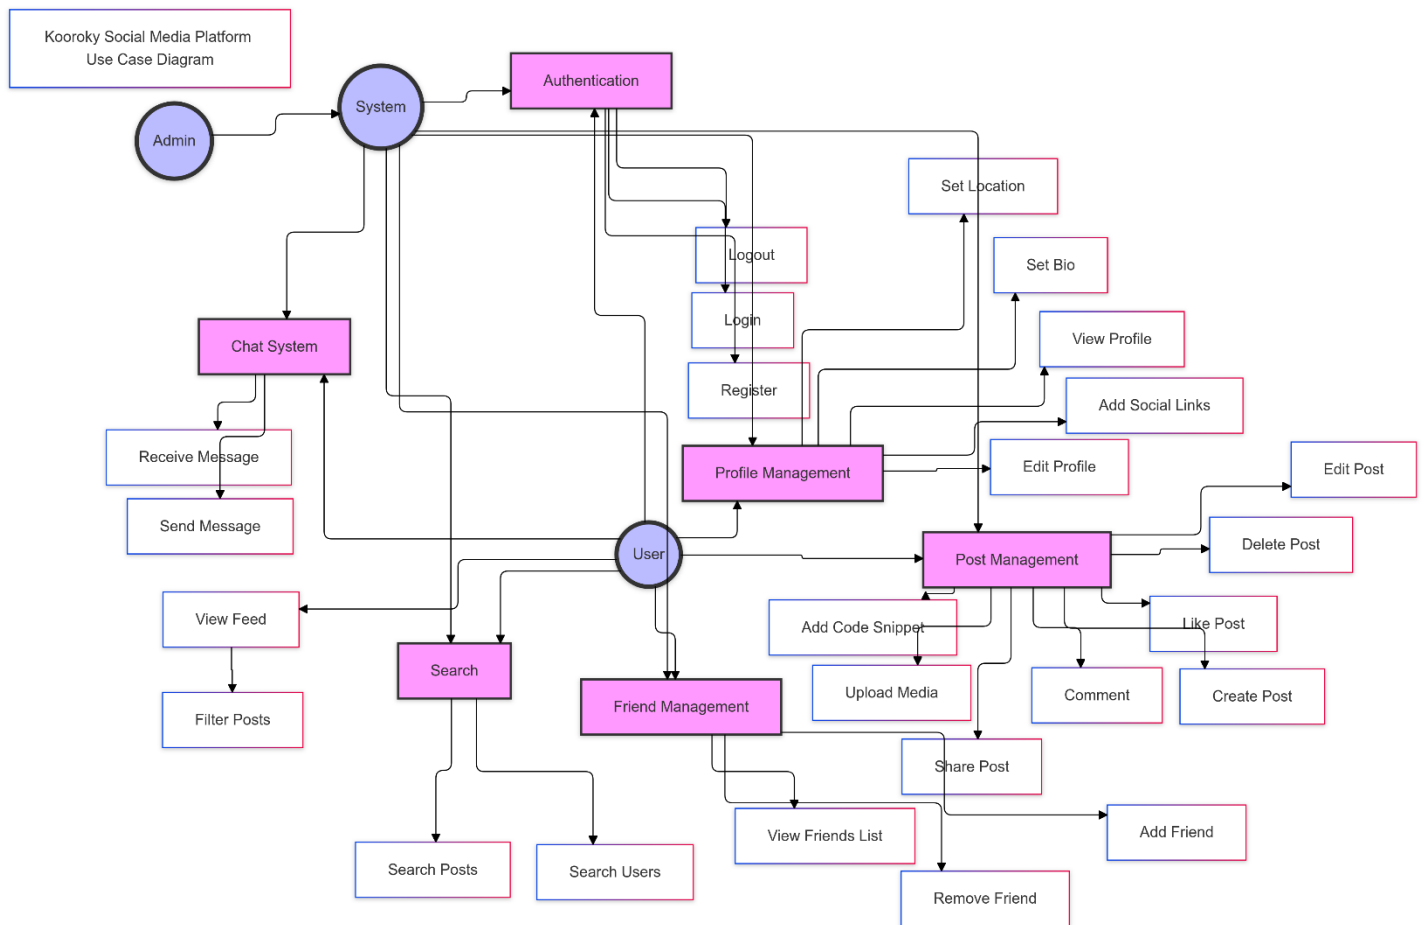 Kooroky Social Media Platform
Use Case Diagram
Authentication
System
Admin
Set Location
Logout
Set Bio
Login
View Profile
Chat System
Register
Add Social Links
Receive Message
Profile Management
Edit Profile
Edit Post
Send Message
User
Post Management
Delete Post
View Feed
Add Code Snippet
Like Post
Search
Upload Media
Comment
Create Post
Filter Posts
Friend Management
Share Post
View Friends List
Add Friend
Search Posts
Search Users
Remove Friend